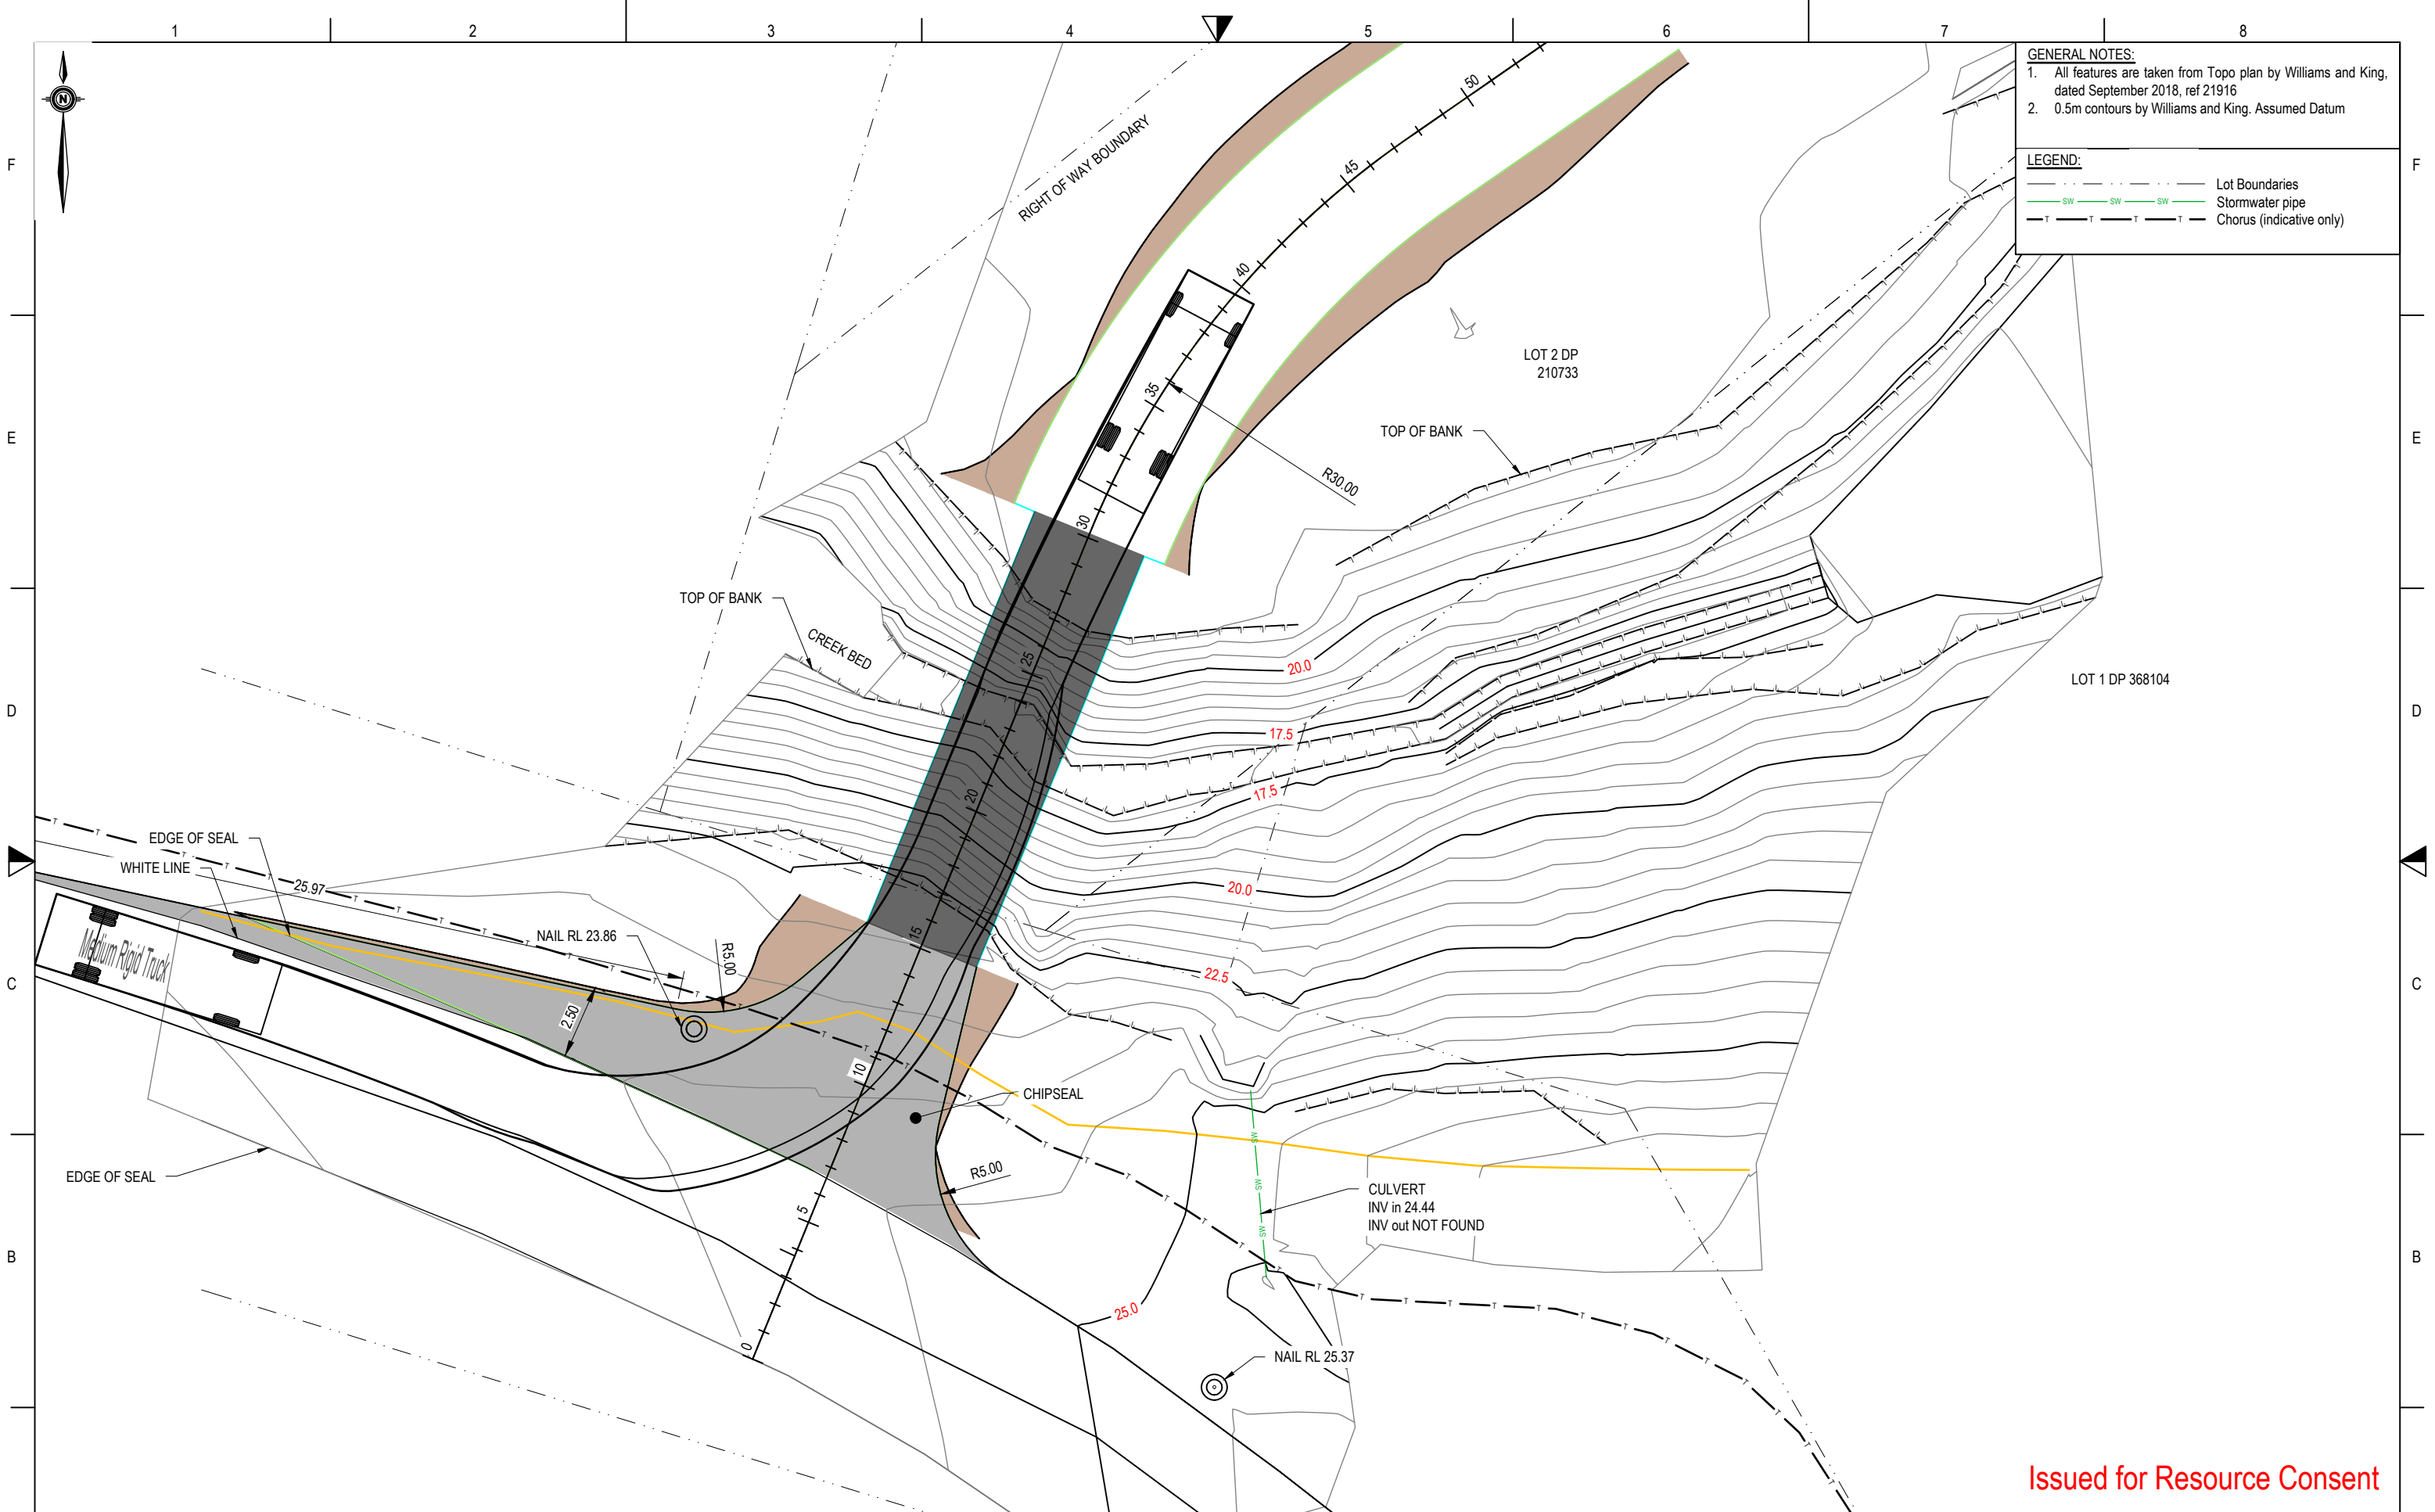 1 2 3 4 5 6 7 8
F
E
D
C
B
F
E
D
C
B
N
GENERAL NOTES:
1. All features are taken from Topo plan by Williams and King,
dated September 2018, ref 21916
2. 0.5m contours by Williams and King. Assumed Datum
LEGEND:
Lot Boundaries
SW SW SW Stormwater pipe
T T T T Chorus (indicative only)
RIGHT OF WAY BOUNDARY
50
45
40
35
30
25
20
15
10
5
0
R30.00
LOT 2 DP
210733
TOP OF BANK
TOP OF BANK
CREEK BED
20.0
17.5
17.5
20.0
22.5
25.0
LOT 1 DP 368104
EDGE OF SEAL
WHITE LINE
25.97
Medium Rigid Truck
NAIL RL 23.86
R5.00
2.50
CHIPSEAL
R5.00
EDGE OF SEAL
SW
SW
SW
CULVERT
INV in 24.44
INV out NOT FOUND
NAIL RL 25.37
Issued for Resource Consent